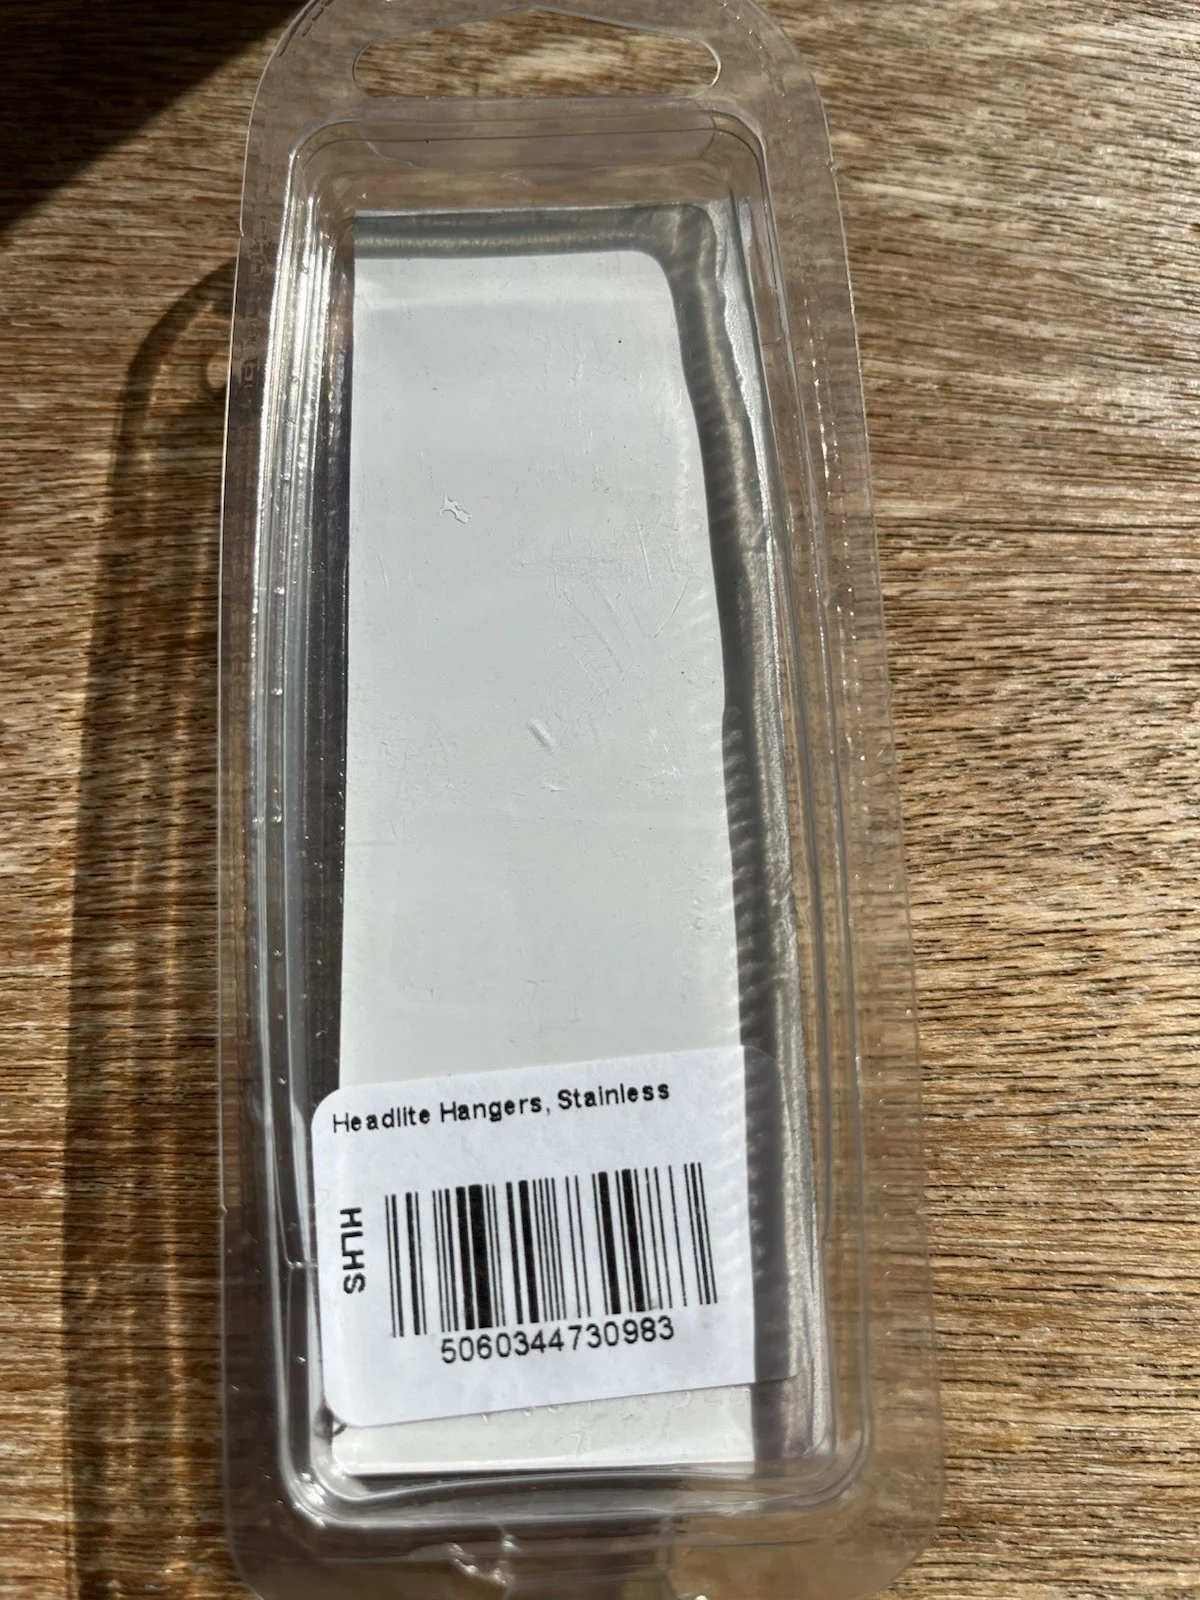 Headlite Hangers, Stainless
HLHS
5060344730983